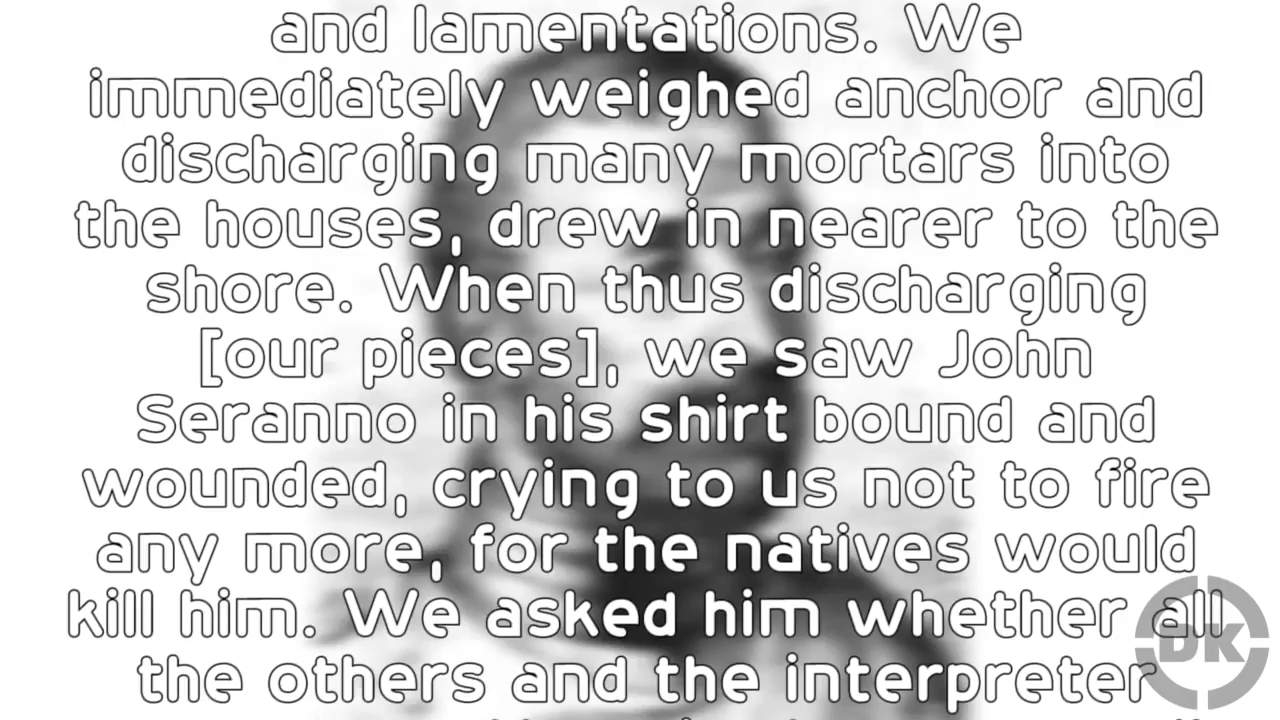 and lamentations. We
immediately weighed anchor and
discharging many mortars into
the houses, drew in nearer to the
shore. When thus discharging
[our pieces], we saw John
Seranno in his shirt bound and
wounded, crying to us not to fire
any more, for the natives would
kill him. We asked him whether all
the others and the interpreter
DK